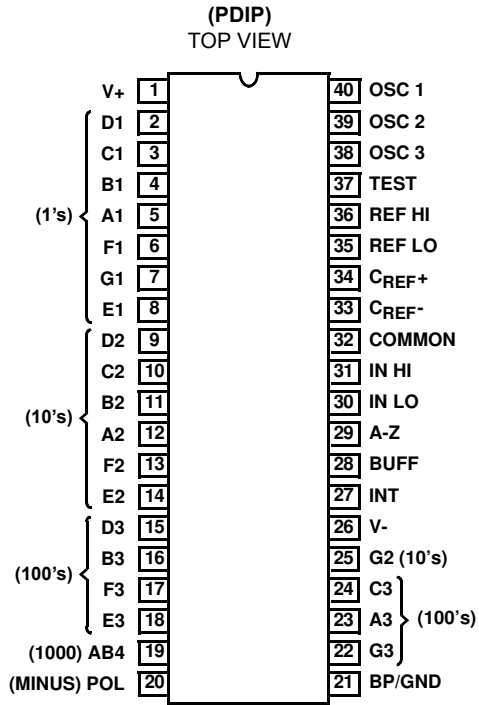 (PDIP)
TOP VIEW
V+ 1 40 OSC 1
D1 2 39 OSC 2
C1 3 38 OSC 3
B1 4 37 TEST
(1's) A1 5 36 REF HI
F1 6 35 REF LO
G1 7 34 CREF+
E1 8 33 CREF-
D2 9 32 COMMON
C2 10 31 IN HI
B2 11 30 IN LO
(10's) A2 12 29 A-Z
F2 13 28 BUFF
E2 14 27 INT
D3 15 26 V-
B3 16 25 G2 (10's)
(100's) F3 17 24 C3
E3 18 23 A3 (100's)
(1000) AB4 19 22 G3
(MINUS) POL 20 21 BP/GND